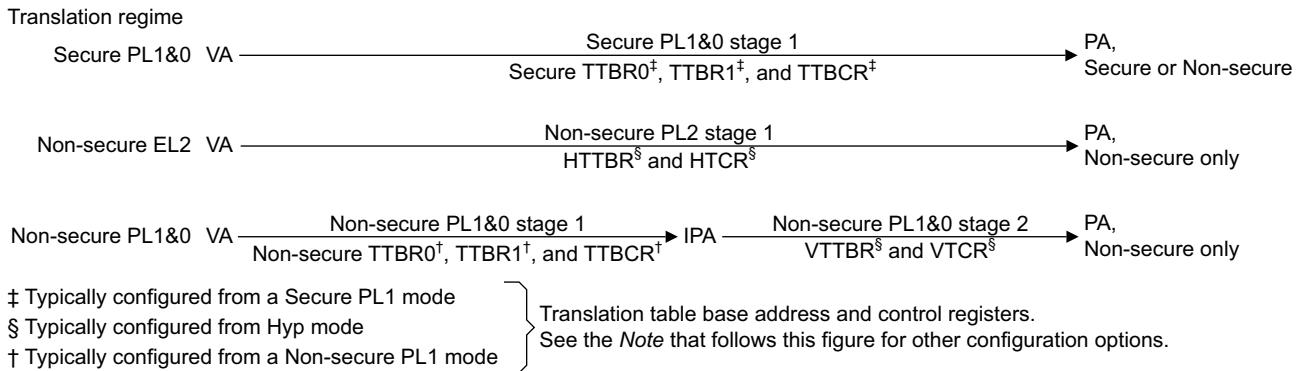 Translation regime
Secure PL1&0 VA
Secure PL1&0 stage 1
Secure TTBR0‡, TTBR1‡, and TTBCR‡
PA,
Secure or Non-secure
Non-secure EL2 VA
Non-secure PL2 stage 1
HTTBR§ and HTCR§
PA,
Non-secure only
Non-secure PL1&0 VA
Non-secure PL1&0 stage 1
Non-secure TTBR0†, TTBR1†, and TTBCR†
IPA
Non-secure PL1&0 stage 2
VTTBR§ and VTCR§
PA,
Non-secure only
‡ Typically configured from a Secure PL1 mode
§ Typically configured from Hyp mode
† Typically configured from a Non-secure PL1 mode
Translation table base address and control registers.
See the Note that follows this figure for other configuration options.